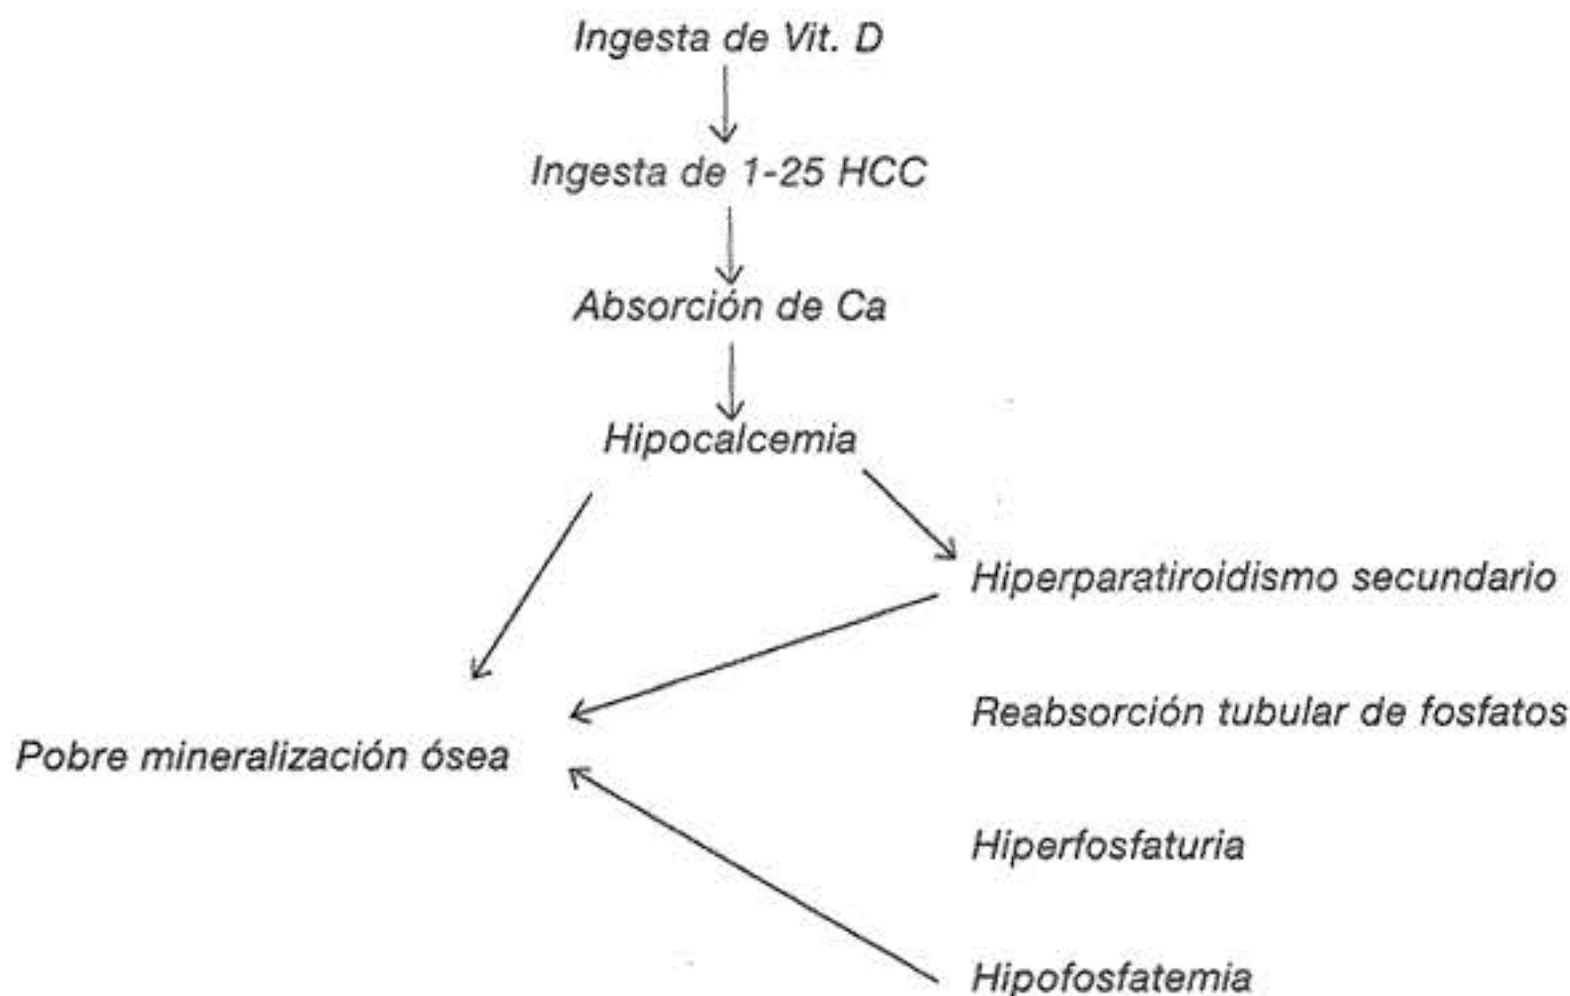 Ingesta de Vit. D
Ingesta de 1-25 HCC
Absorción de Ca
Hipocalcemia
Hiperparatiroidismo secundario
Reabsorción tubular de fosfatos
Pobre mineralización ósea
Hiperfosfaturia
Hipofosfatemia